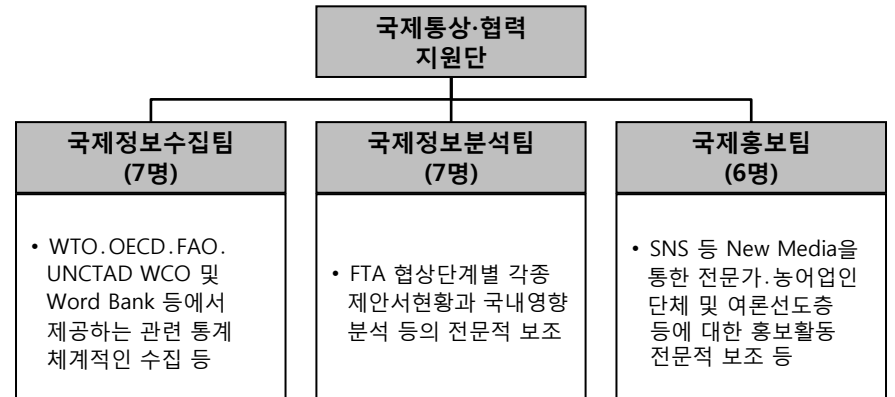 국제통상·협력
지원단
국제정보수집팀
(7명)
• WTO.OECD.FAO.
UNCTAD WCO 및
Word Bank 등에서
제공하는 관련 통계
체계적인 수집 등
국제정보분석팀
(7명)
• FTA 협상단계별 각종
제안서현황과 국내영향
분석 등의 전문적 보조
국제홍보팀
(6명)
• SNS 등 New Media을
통한 전문가.농어업인
단체 및 여론선도층
등에 대한 홍보활동
전문적 보조 등